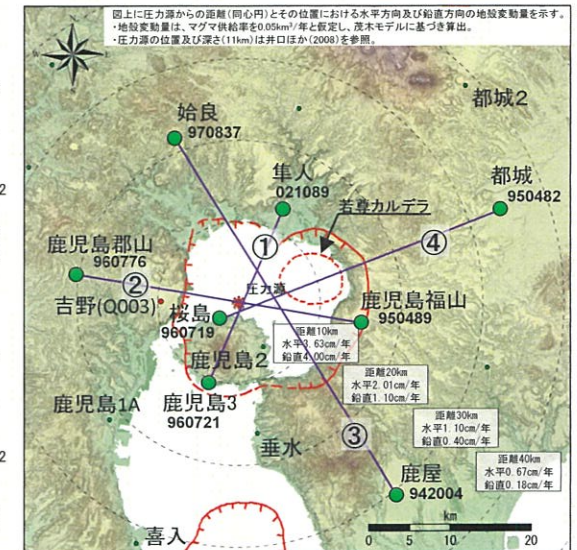 図上に圧力源からの距離(同心円)とその位置における水平方向及び鉛直方向の地殻変動量を示す。
・地殻変動量は、マグマ供給率を0.05km³/年と仮定し、茂木モデルに基づき算出。
・圧力源の位置及び深さ(11km)は井口ほか(2008)を参照。
都城2
姶良
970837
隼人
021089
都城
950482
若尊カルデラ
①
④
鹿児島郡山
960776
②
圧力源
吉野(Q003)
桜島
960719
鹿児島福山
950489
距離10km
水平3.63cm/年
鉛直4.00cm/年
鹿児島2
距離20km
水平2.01cm/年
鉛直1.10cm/年
鹿児島1A
鹿児島3
960721
距離30km
水平1.10cm/年
鉛直0.40cm/年
③
垂水
距離40km
水平0.67cm/年
鉛直0.18cm/年
鹿屋
942004
喜入
km
0 5 10 20
2
2